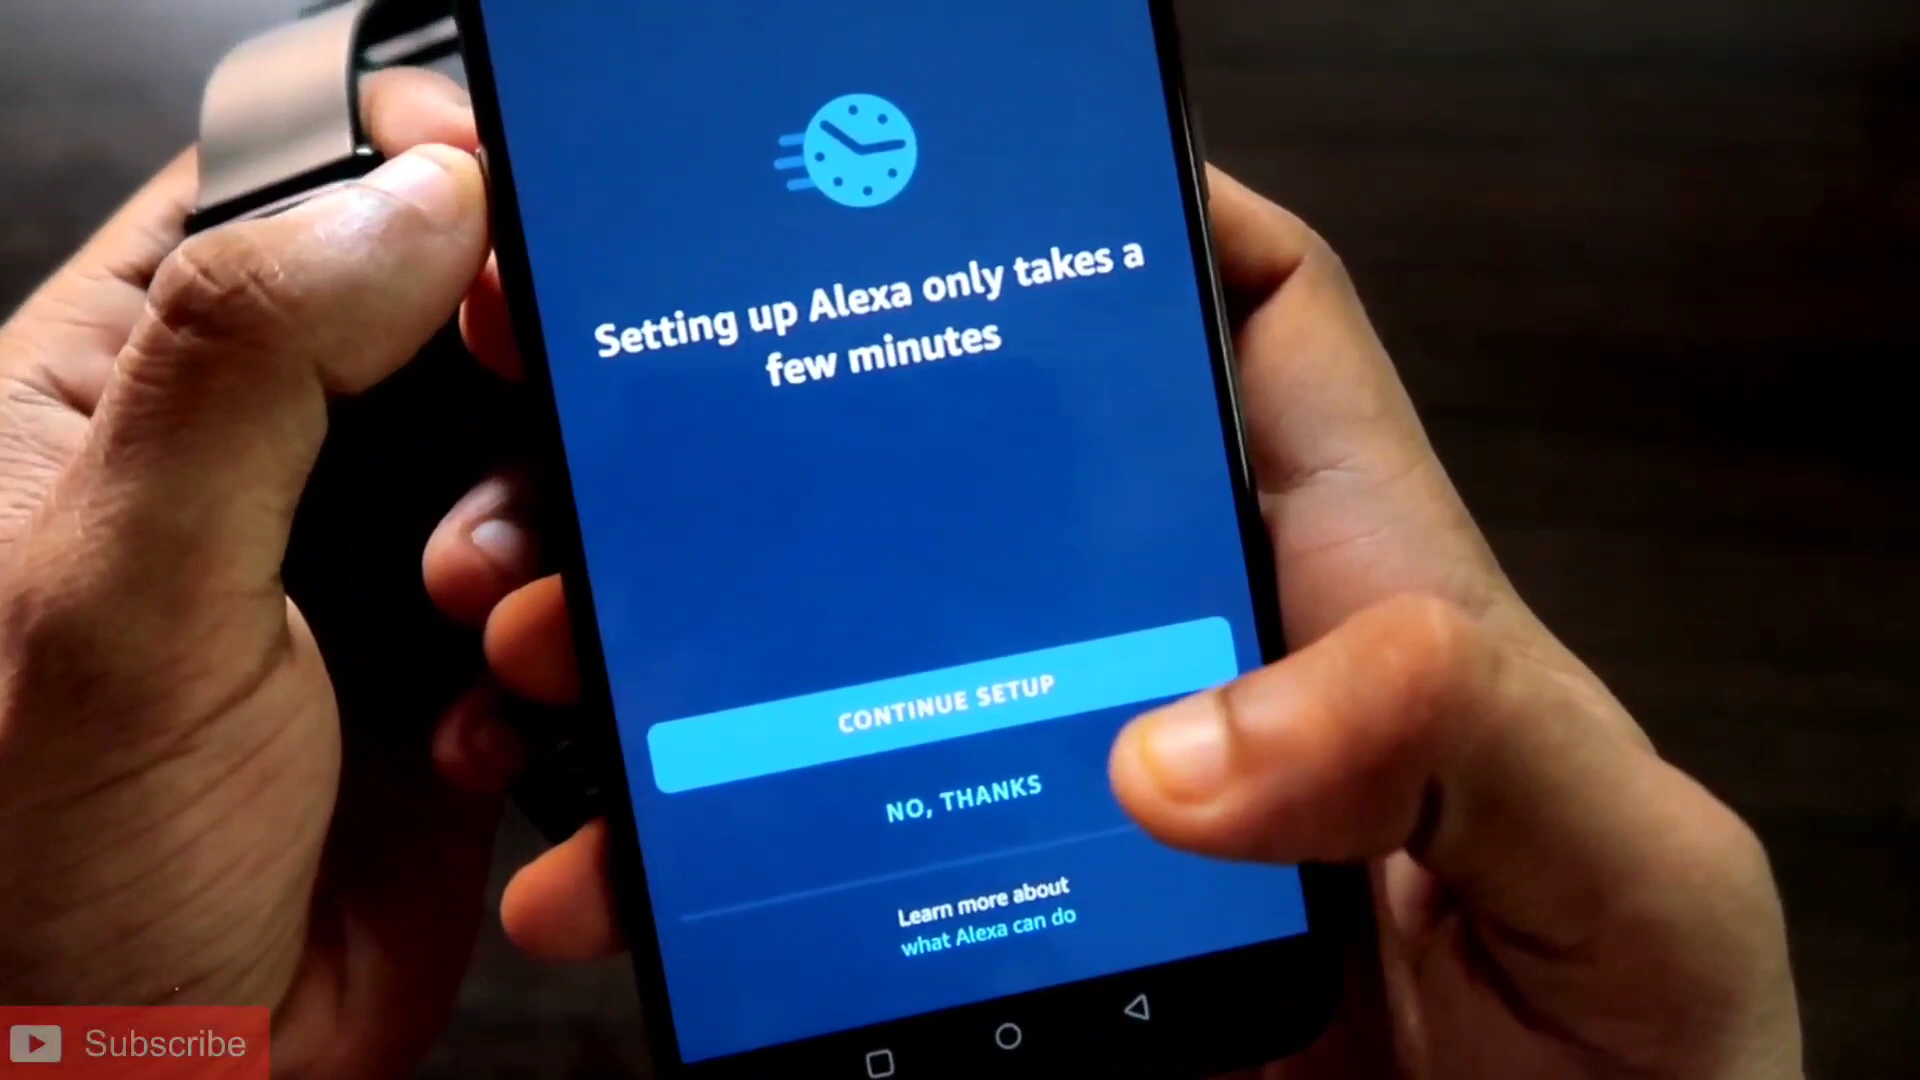 Setting up Alexa only takes a
few minutes
CONTINUE SETUP
NO, THANKS
Learn more about
what Alexa can do
Subscribe